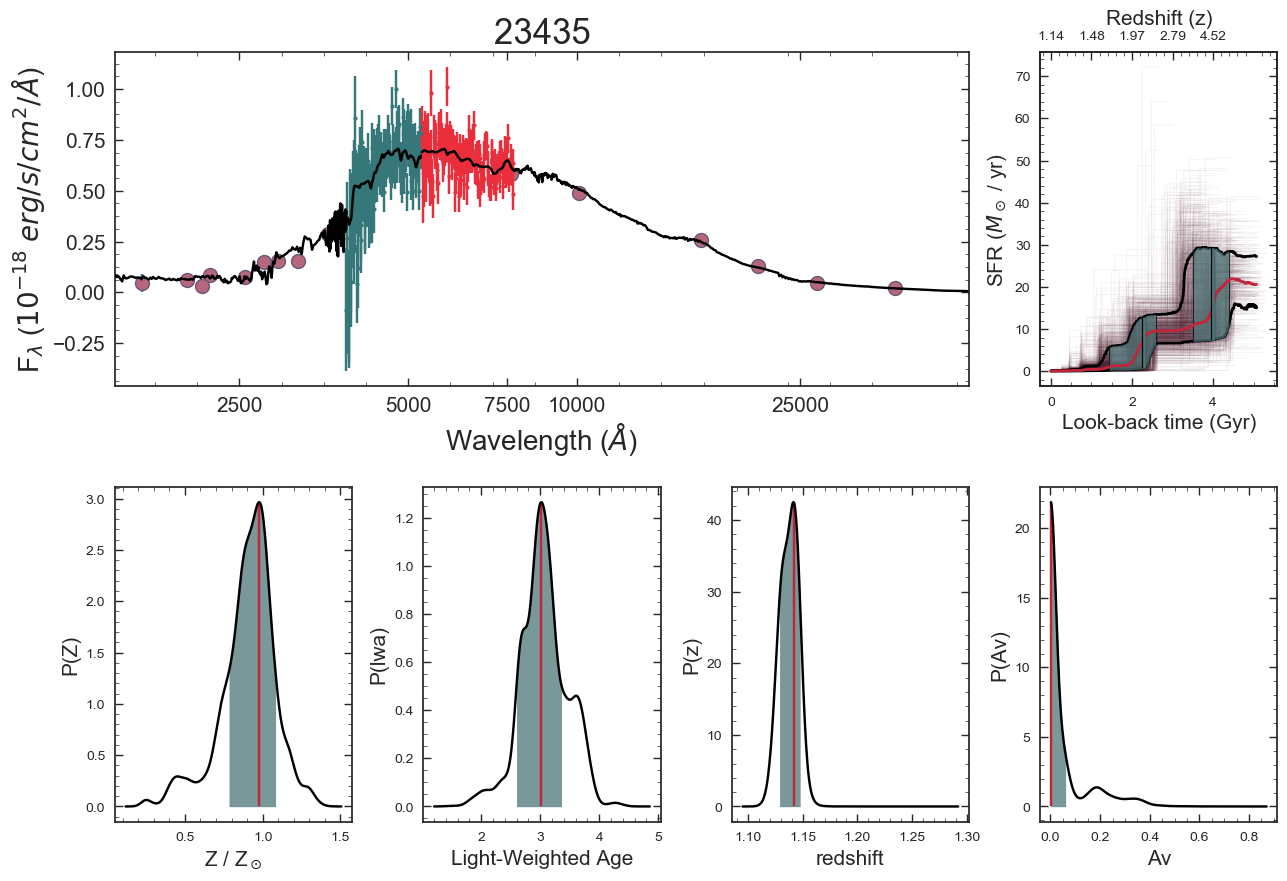 23435
F_λ (10^−18 erg/s/cm^2/Å)
1.00
0.75
0.50
0.25
0.00
−0.25
2500 5000 7500 10000 25000
Wavelength (Å)
Redshift (z)
1.14 1.48 1.97 2.79 4.52
SFR (M_⊙ / yr)
70
60
50
40
30
20
10
0
0 2 4
Look-back time (Gyr)
P(Z)
3.0
2.5
2.0
1.5
1.0
0.5
0.0
0.5 1.0 1.5
Z / Z_⊙
P(lwa)
1.2
1.0
0.8
0.6
0.4
0.2
0.0
2 3 4 5
Light-Weighted Age
P(z)
40
30
20
10
0
1.10 1.15 1.20 1.25 1.30
redshift
P(Av)
20
15
10
5
0
0.0 0.2 0.4 0.6 0.8
Av